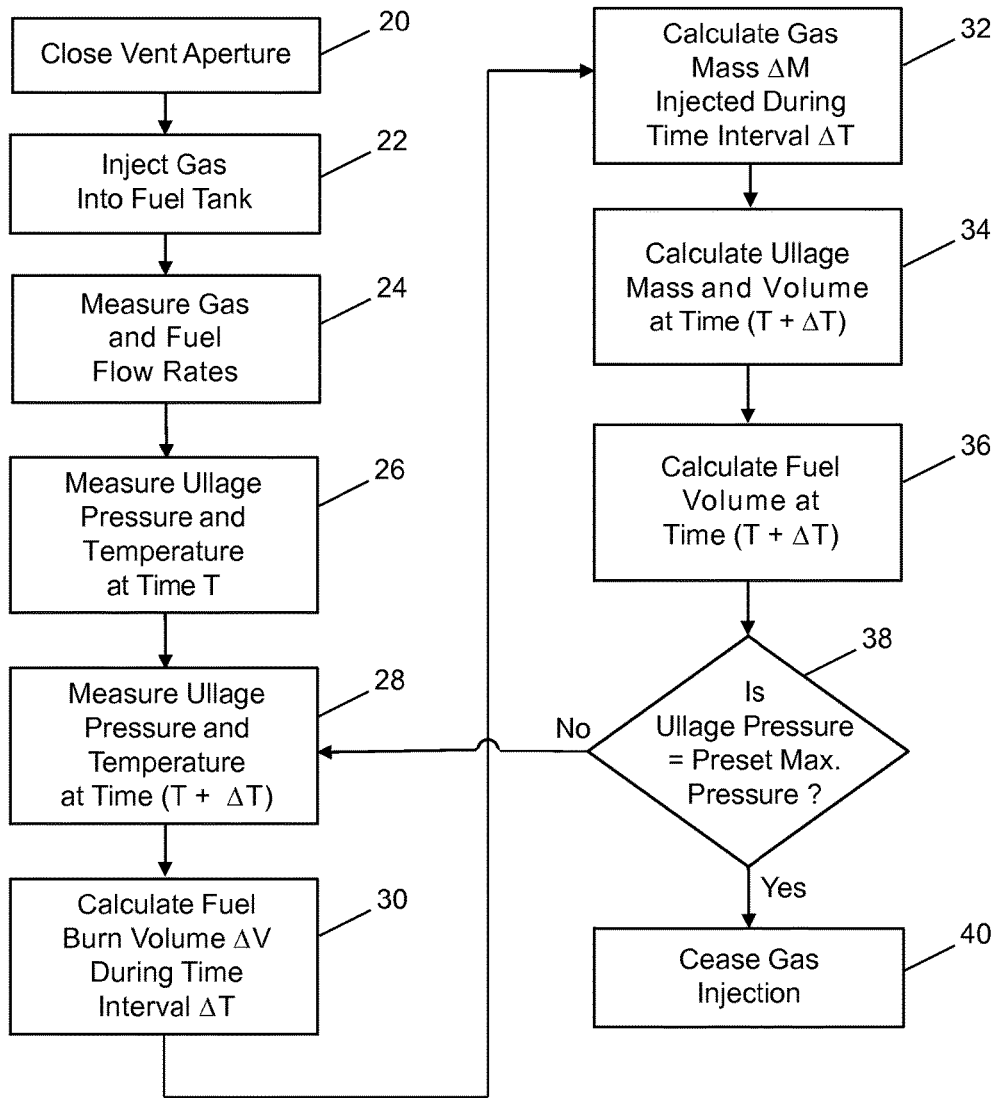 Close Vent Aperture
20
Inject Gas
Into Fuel Tank
22
Measure Gas
and Fuel
Flow Rates
24
Measure Ullage
Pressure and
Temperature
at Time T
26
Measure Ullage
Pressure and
Temperature
at Time (T + ΔT)
28
Calculate Fuel
Burn Volume ΔV
During Time
Interval ΔT
30
Calculate Gas
Mass ΔM
Injected During
Time Interval ΔT
32
Calculate Ullage
Mass and Volume
at Time (T + ΔT)
34
Calculate Fuel
Volume at
Time (T + ΔT)
36
Is
Ullage Pressure
= Preset Max.
Pressure ?
38
No
Yes
Cease Gas
Injection
40